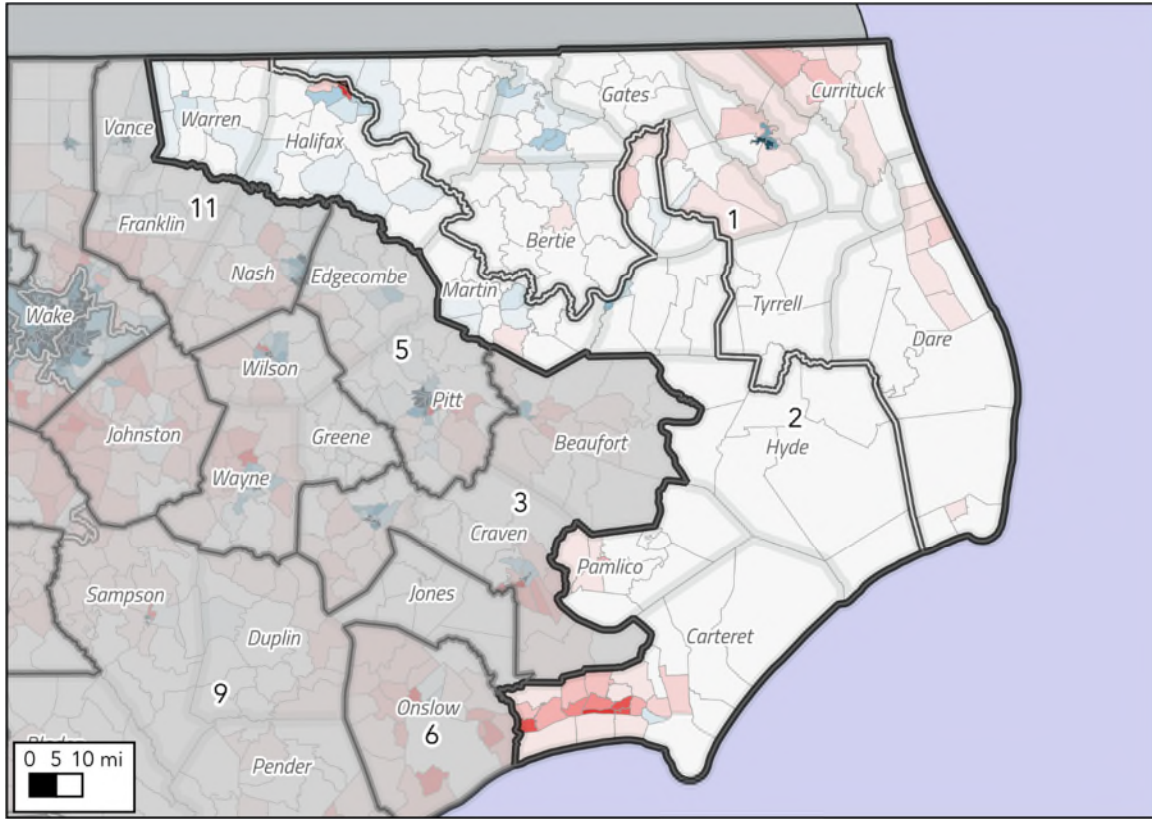 Gates
Currituck
Vance
Warren
Halifax
11
Franklin
1
Bertie
Nash
Edgecombe
Martin
Tyrrell
Wake
Dare
5
Wilson
Pitt
2
Johnston
Greene
Beaufort
Hyde
Wayne
3
Craven
Pamlico
Sampson
Jones
Duplin
Carteret
9
Onslow
6
0 5 10 mi
Pender